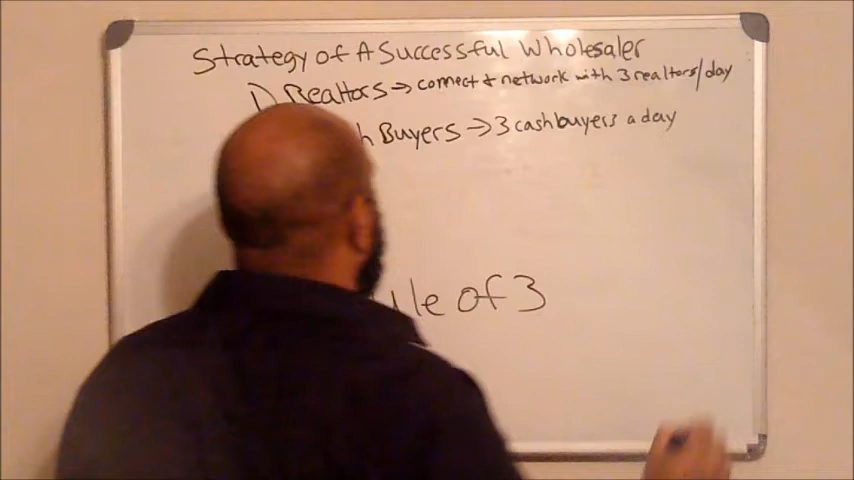 Strategy of A Successful Wholesaler
1) Realtors → connect & network with 3 realtors/day
Buyers → 3 cash buyers a day
of 3